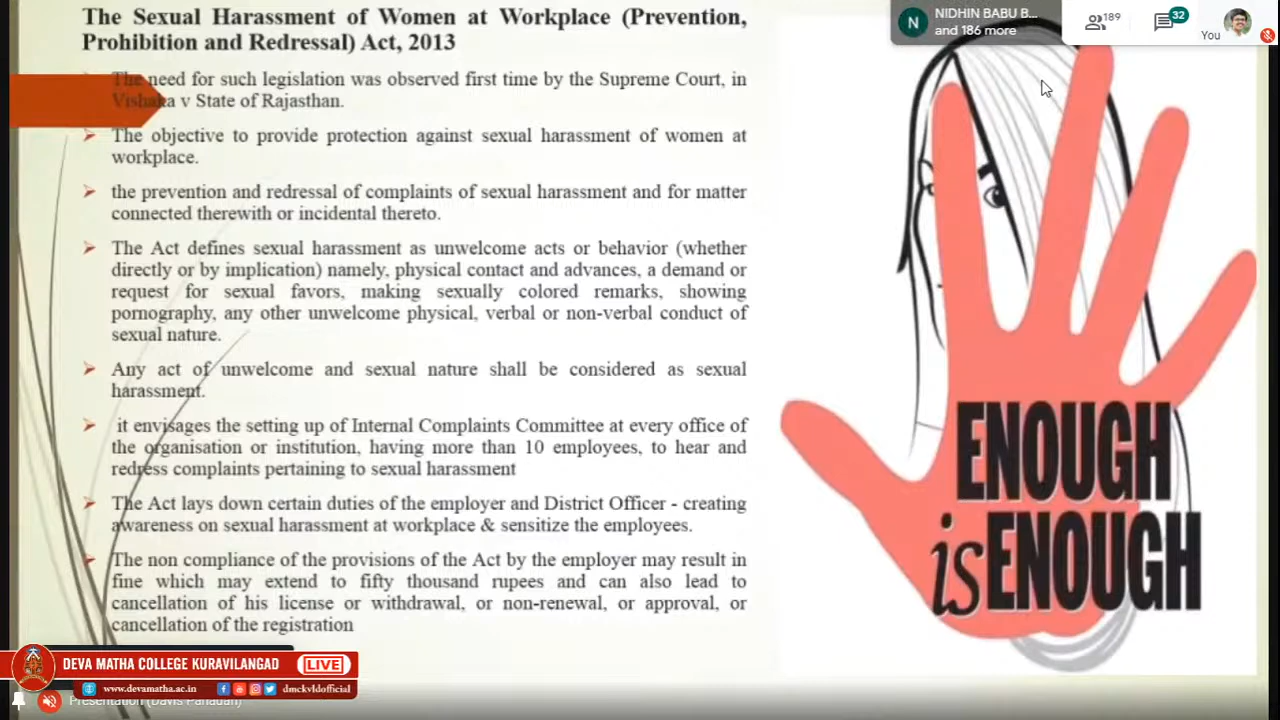 The Sexual Harassment of Women at Workplace (Prevention,
Prohibition and Redressal) Act, 2013
The need for such legislation was observed first time by the Supreme Court, in
Vishaka v State of Rajasthan.
The objective to provide protection against sexual harassment of women at
workplace.
the prevention and redressal of complaints of sexual harassment and for matter
connected therewith or incidental thereto.
The Act defines sexual harassment as unwelcome acts or behavior (whether
directly or by implication) namely, physical contact and advances, a demand or
request for sexual favors, making sexually colored remarks, showing
pornography, any other unwelcome physical, verbal or non-verbal conduct of
sexual nature.
Any act of unwelcome and sexual nature shall be considered as sexual
harassment.
it envisages the setting up of Internal Complaints Committee at every office of
the organisation or institution, having more than 10 employees, to hear and
redress complaints pertaining to sexual harassment
The Act lays down certain duties of the employer and District Officer - creating
awareness on sexual harassment at workplace & sensitize the employees.
The non compliance of the provisions of the Act by the employer may result in
fine which may extend to fifty thousand rupees and can also lead to
cancellation of his license or withdrawal, or non-renewal, or approval, or
cancellation of the registration
N
NIDHIN BABU B...
and 186 more
189
32
You
ENOUGH
is ENOUGH
DEVA MATHA COLLEGE KURAVILANGAD
LIVE
www.devamatha.ac.in
dmckvldofficial
Presentation (Davis